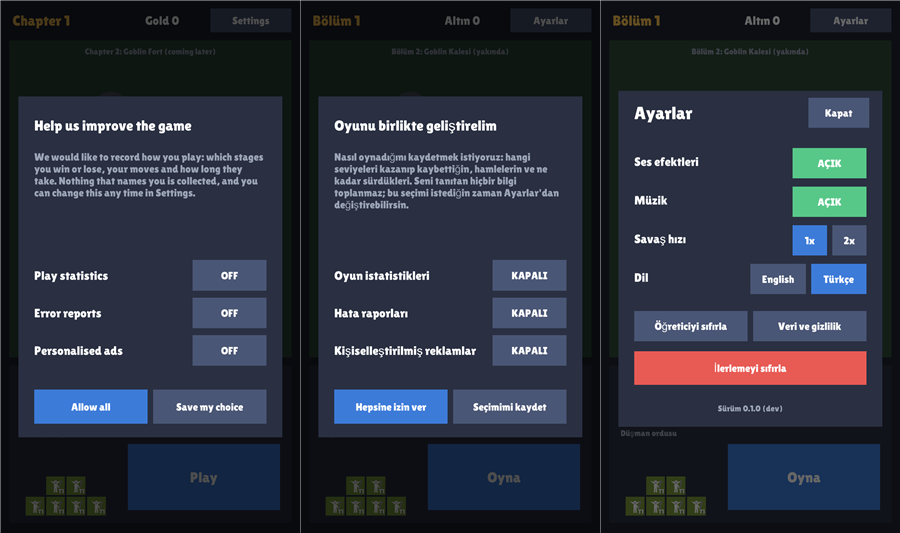 Chapter 1
Gold 0
Settings
Chapter 2: Goblin Fort (coming later)
Help us improve the game
We would like to record how you play: which stages
you win or lose, your moves and how long they
take. Nothing that names you is collected, and you
can change this any time in Settings.
Play statistics
OFF
Error reports
OFF
Personalised ads
OFF
Allow all
Save my choice
Play
Bölüm 1
Altın 0
Ayarlar
Bölüm 2: Goblin Kalesi (yakında)
Oyunu birlikte geliştirelim
Nasıl oynadığını kaydetmek istiyoruz: hangi
seviyeleri kazanıp kaybettiğin, hamlelerin ve ne
kadar sürdükleri. Seni tanıtan hiçbir bilgi
toplanmaz; bu seçimi istediğin zaman Ayarlar'dan
değiştirebilirsin.
Oyun istatistikleri
KAPALI
Hata raporları
KAPALI
Kişiselleştirilmiş reklamlar
KAPALI
Hepsine izin ver
Seçimimi kaydet
Oyna
Bölüm 1
Altın 0
Ayarlar
Bölüm 2: Goblin Kalesi (yakında)
Ayarlar
Kapat
Ses efektleri
AÇIK
Müzik
AÇIK
Savaş hızı
1x
2x
Dil
English
Türkçe
Öğreticiyi sıfırla
Veri ve gizlilik
İlerlemeyi sıfırla
Sürüm 0.1.0 (dev)
Düşman ordusu
Oyna